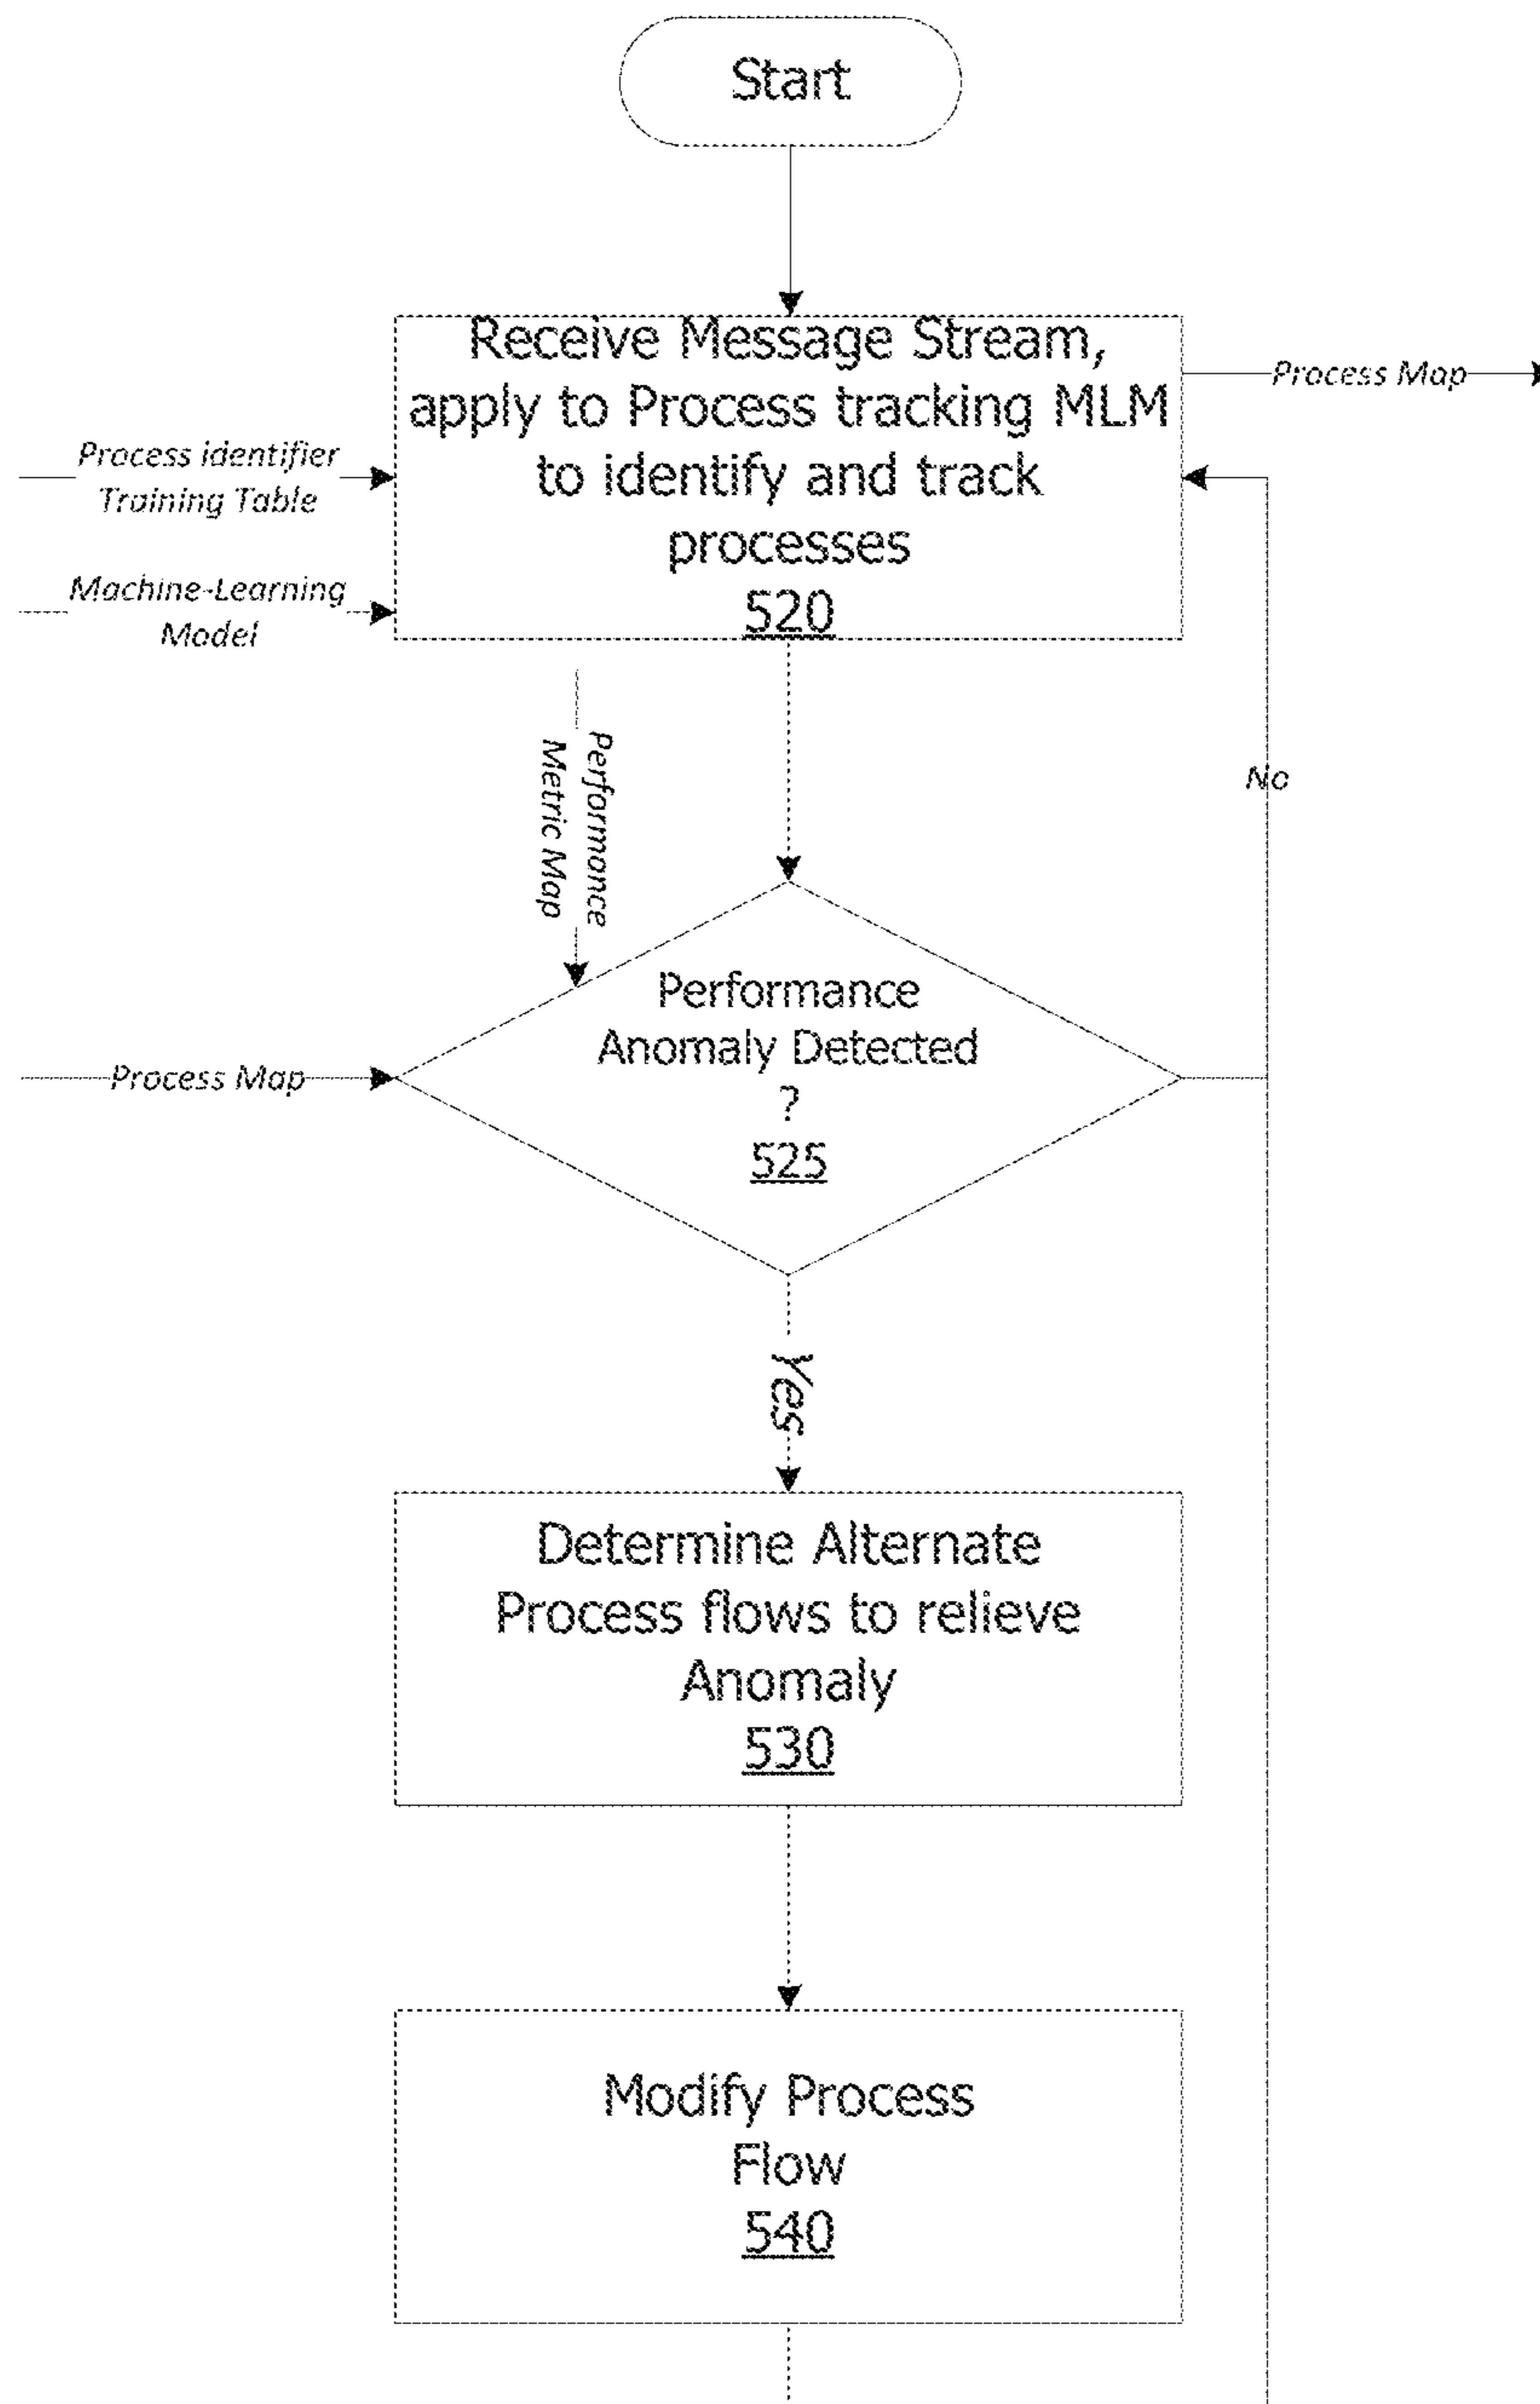 Start
Receive Message Stream,
apply to Process tracking MLM
to identify and track
processes
520
Process Map
Process identifier
Training Table
Machine-Learning
Model
Performance
Metric Map
No
Performance
Anomaly Detected
?
525
Process Map
Yes
Determine Alternate
Process flows to relieve
Anomaly
530
Modify Process
Flow
540